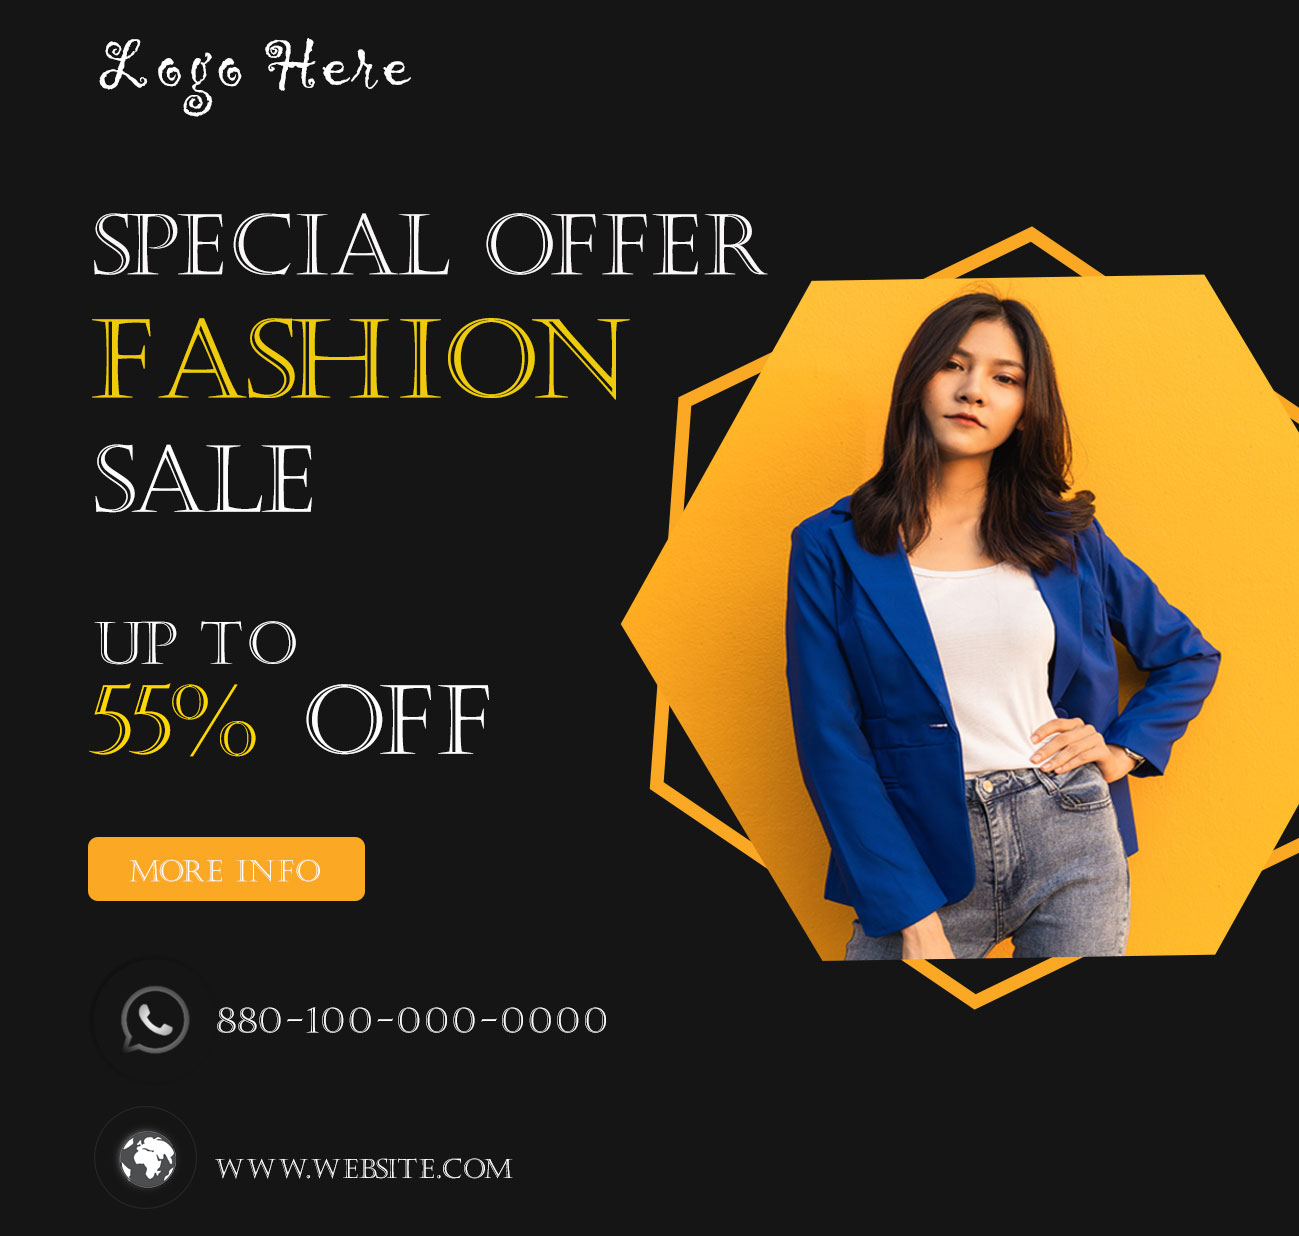 Logo Here
SPECIAL OFFER
FASHION
SALE
UP TO
55% OFF
MORE INFO
880-100-000-0000
WWW.WEBSITE.COM